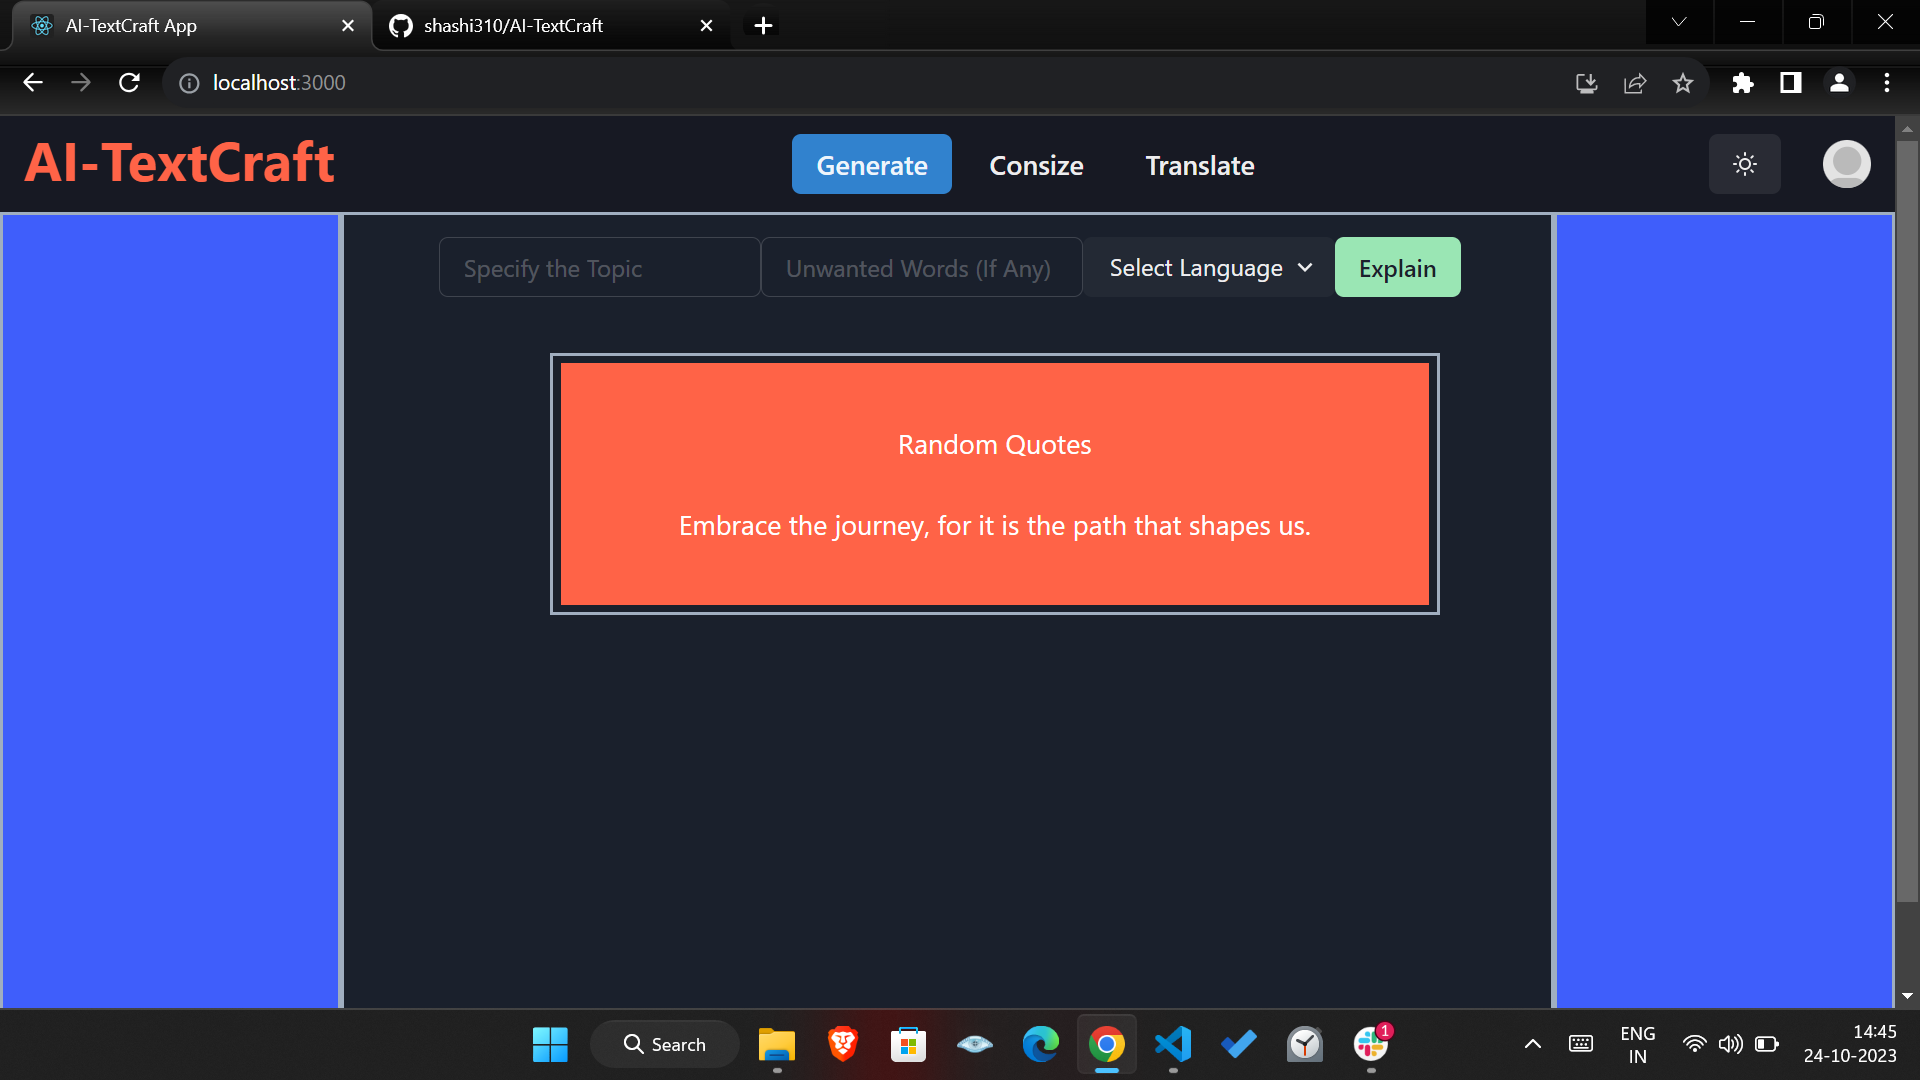 AI-TextCraft App
shashi310/AI-TextCraft
localhost:3000
AI-TextCraft
Generate
Consize
Translate
Specify the Topic
Unwanted Words (If Any)
Select Language
Explain
Random Quotes
Embrace the journey, for it is the path that shapes us.
Search
1
ENG
IN
14:45
24-10-2023